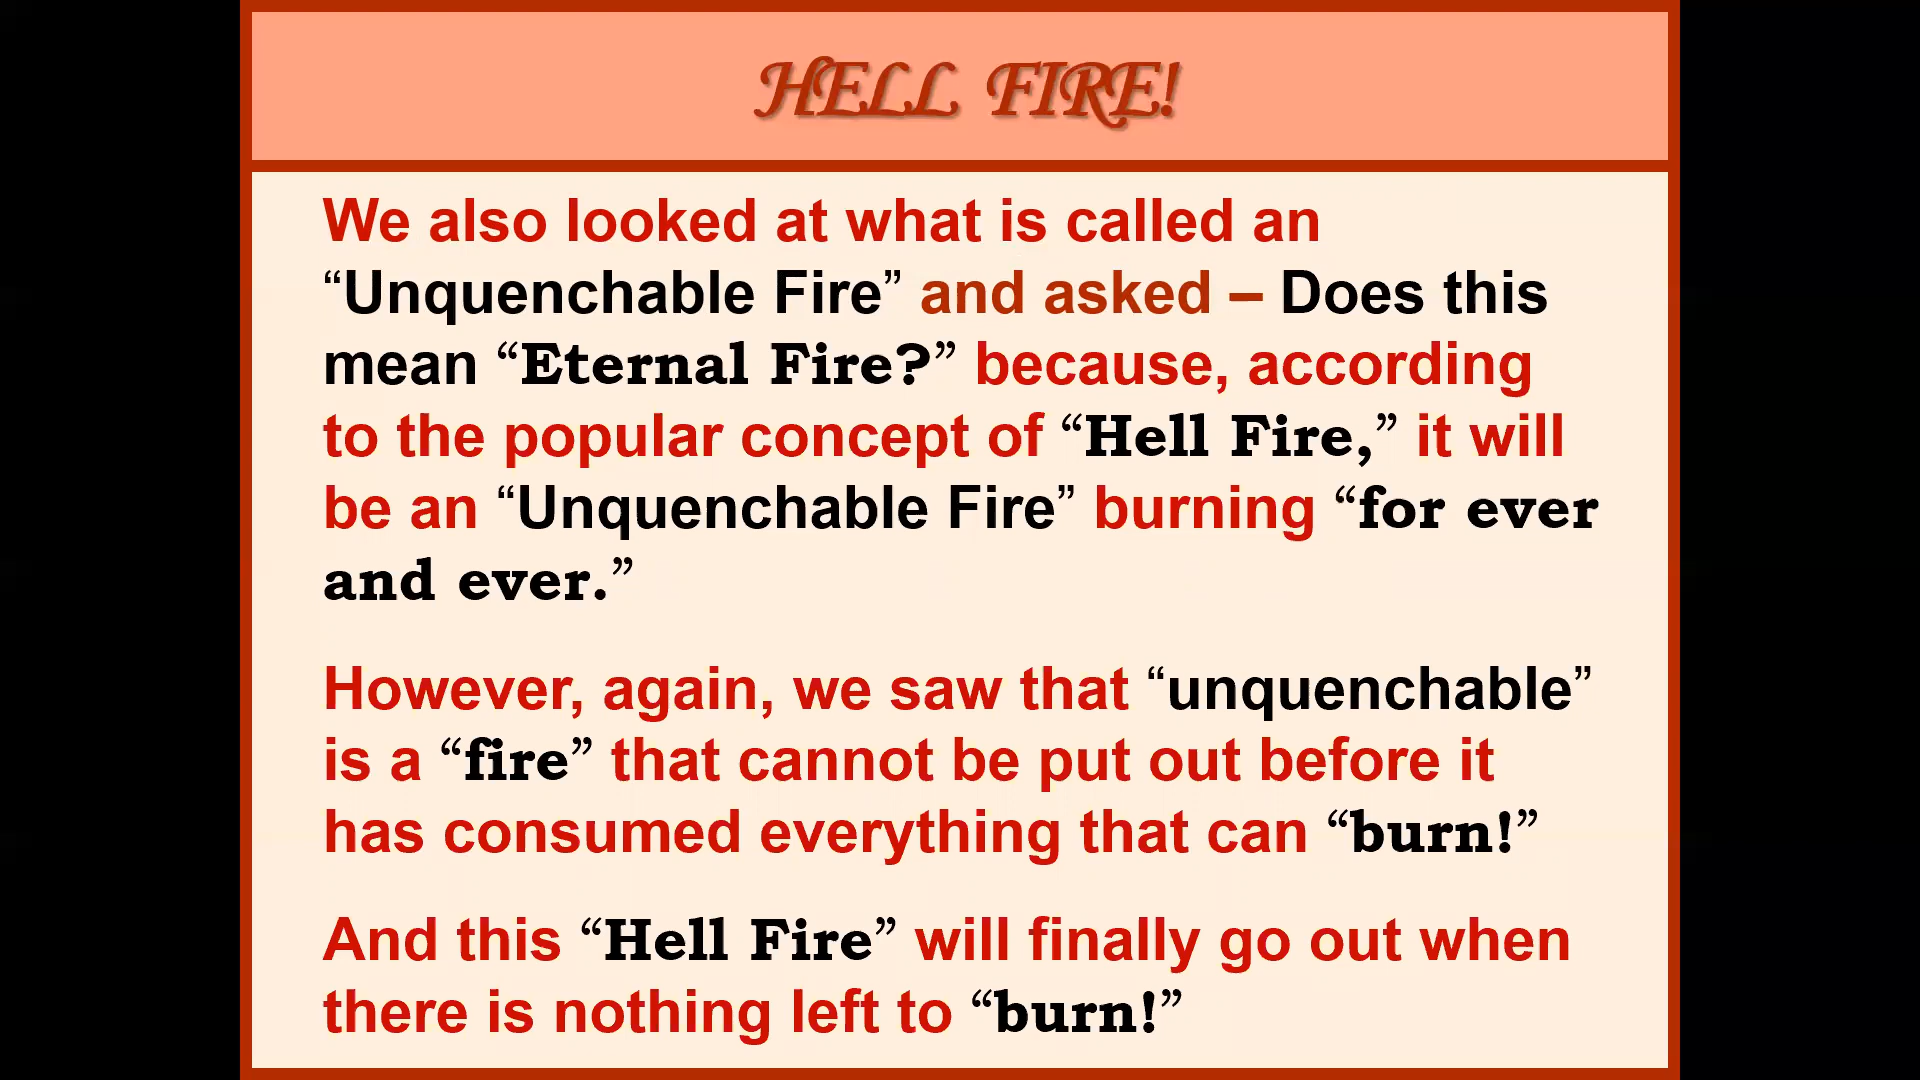 HELL FIRE!
We also looked at what is called an
“Unquenchable Fire” and asked – Does this
mean “Eternal Fire?” because, according
to the popular concept of “Hell Fire,” it will
be an “Unquenchable Fire” burning “for ever
and ever.”
However, again, we saw that “unquenchable”
is a “fire” that cannot be put out before it
has consumed everything that can “burn!”
And this “Hell Fire” will finally go out when
there is nothing left to “burn!”